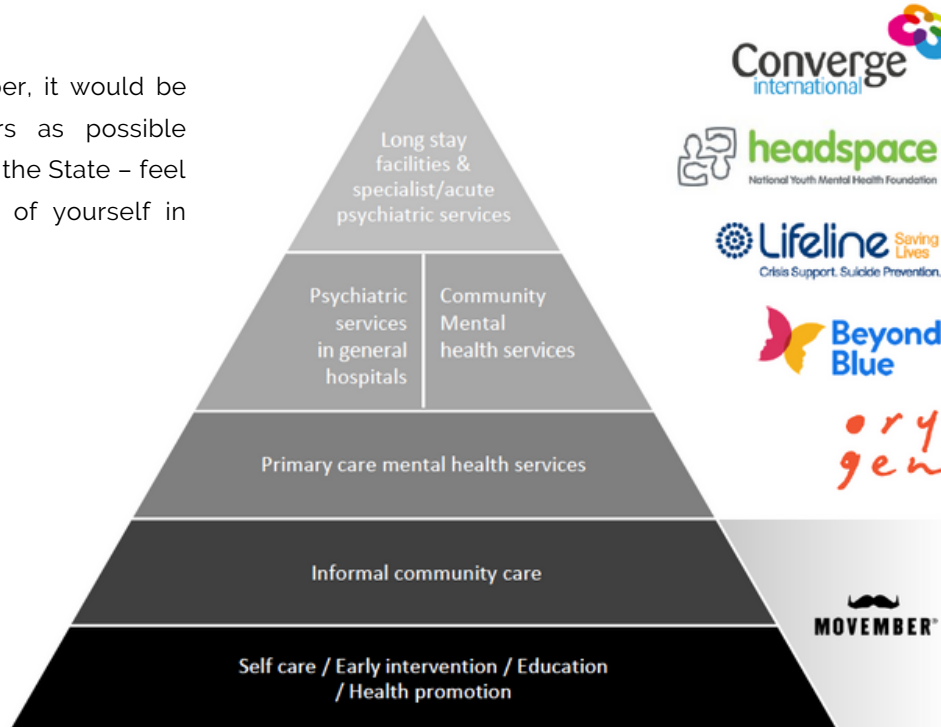 ber, it would be
rs as possible
the State – feel
of yourself in
Long stay
facilities &
specialist/acute
psychiatric services
Psychiatric
services
in general
hospitals
Community
Mental
health services
Primary care mental health services
Informal community care
Self care / Early intervention / Education
/ Health promotion
Converge
international
headspace
National Youth Mental Health Foundation
Lifeline Saving
Lives
Crisis Support. Suicide Prevention.
Beyond
Blue
ory
gen
MOVEMBER®